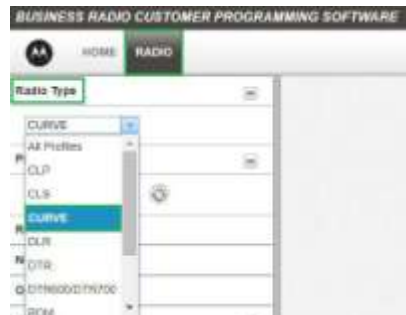 BUSINESS RADIO CUSTOMER PROGRAMMING SOFTWARE
HOME RADIO
Radio Type
CURVE
All Profiles
P
CLP
CLS
CURVE
R
DLR
N
DTR
O
DTR600/DTR700
RDM